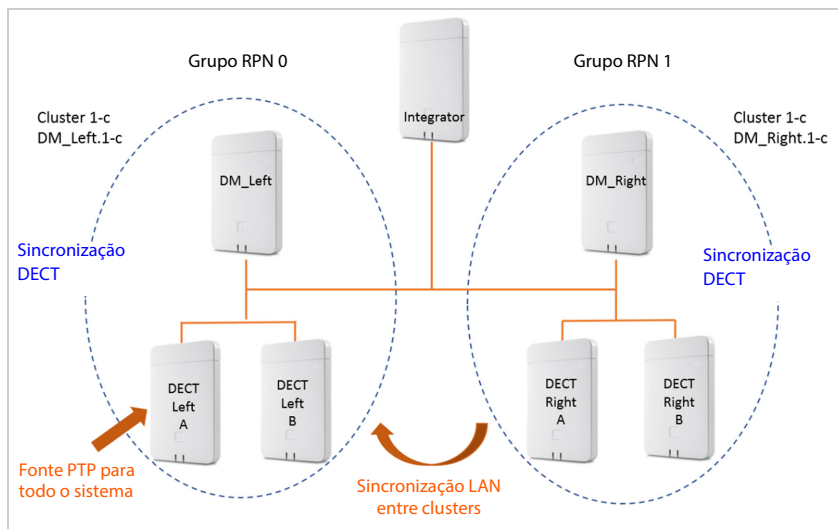 Grupo RPN 0
Grupo RPN 1
Integrator
Cluster 1-c
DM_Left.1-c
Cluster 1-c
DM_Right.1-c
DM_Left
DM_Right
Sincronização
DECT
Sincronização
DECT
DECT
Left
A
DECT
Left
B
DECT
Right
A
DECT
Right
B
Fonte PTP para
todo o sistema
Sincronização LAN
entre clusters